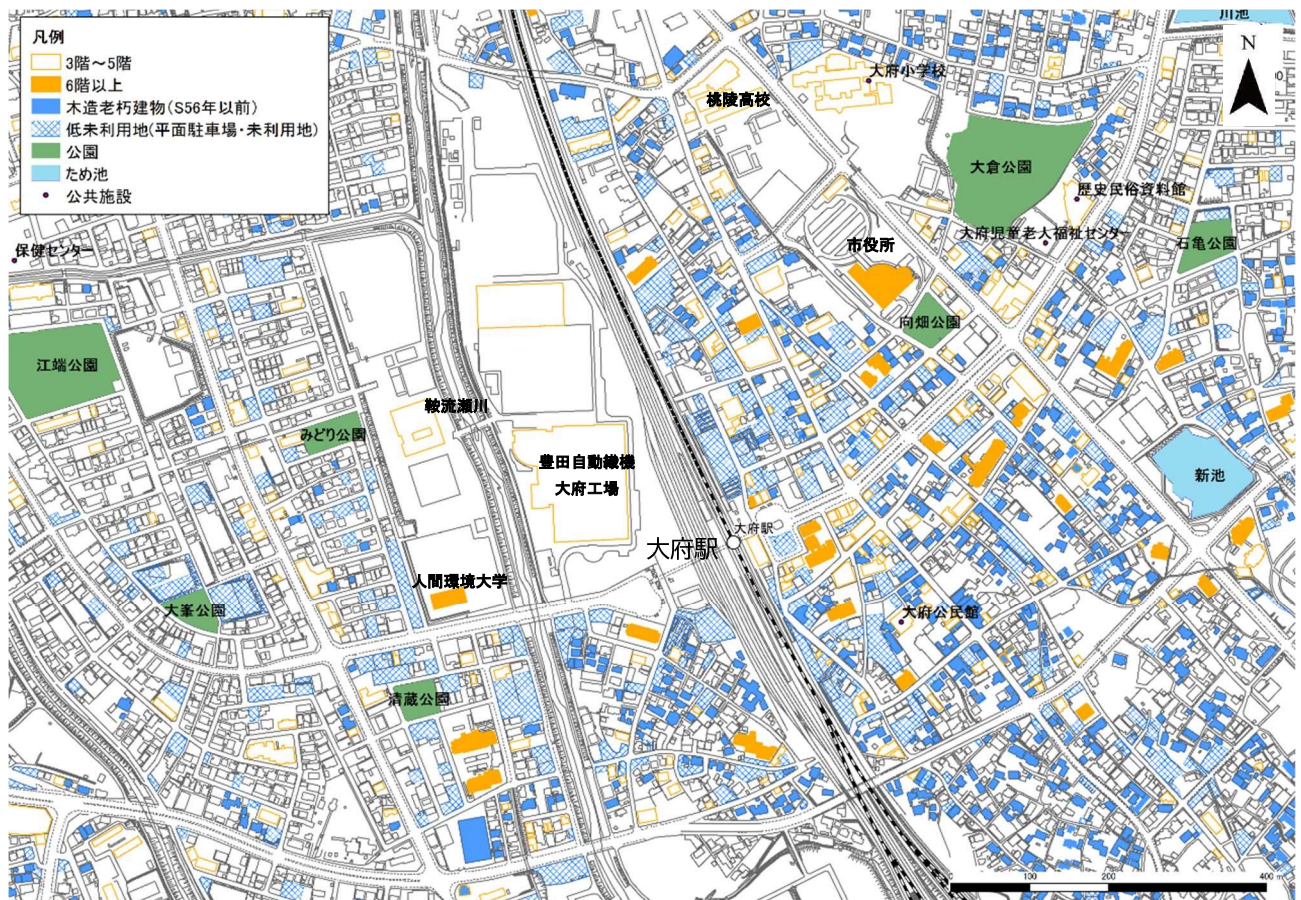 凡例
3階～5階
6階以上
木造老朽建物(S56年以前)
低未利用地(平面駐車場・未利用地)
公園
ため池
公共施設
川池
N
大府小学校
桃陵高校
大倉公園
歴史民俗資料館
大府児童老人福祉センター
石亀公園
市役所
保健センター
向畑公園
江端公園
鞍流瀬川
みどり公園
豊田自動織機
大府工場
新池
大府駅
大府駅
人間環境大学
大峯公園
大府公民館
清蔵公園
0 100 200 400 m